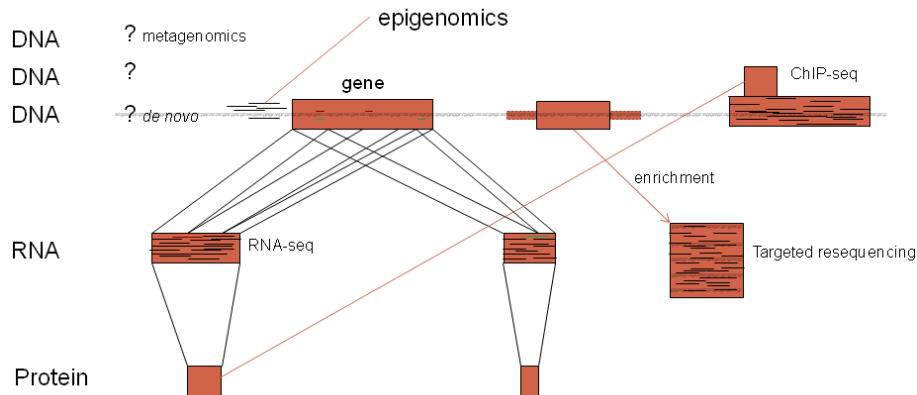 epigenomics
DNA ? metagenomics
DNA ?
gene
ChIP-seq
DNA ? de novo
enrichment
RNA
RNA-seq
Targeted resequencing
Protein